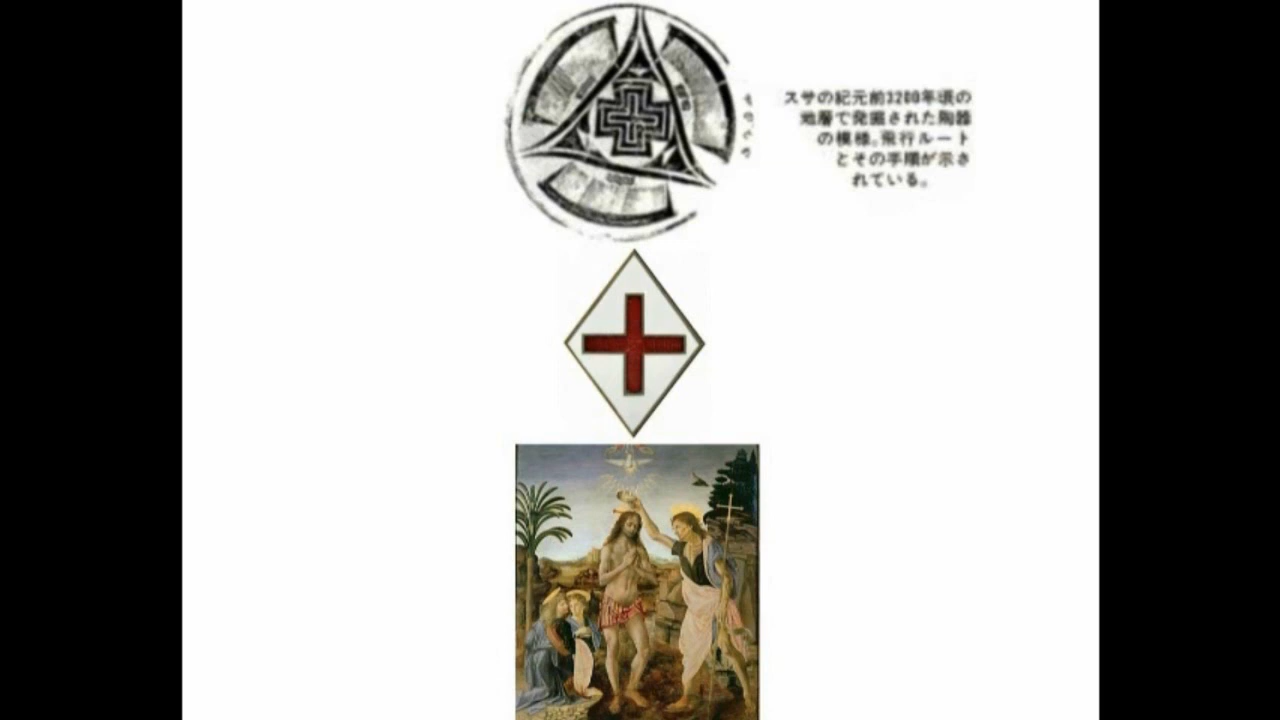 スサの紀元前3200年頃の
地層で発掘された陶器
の模様。飛行ルート
とその手順が示さ
れている。